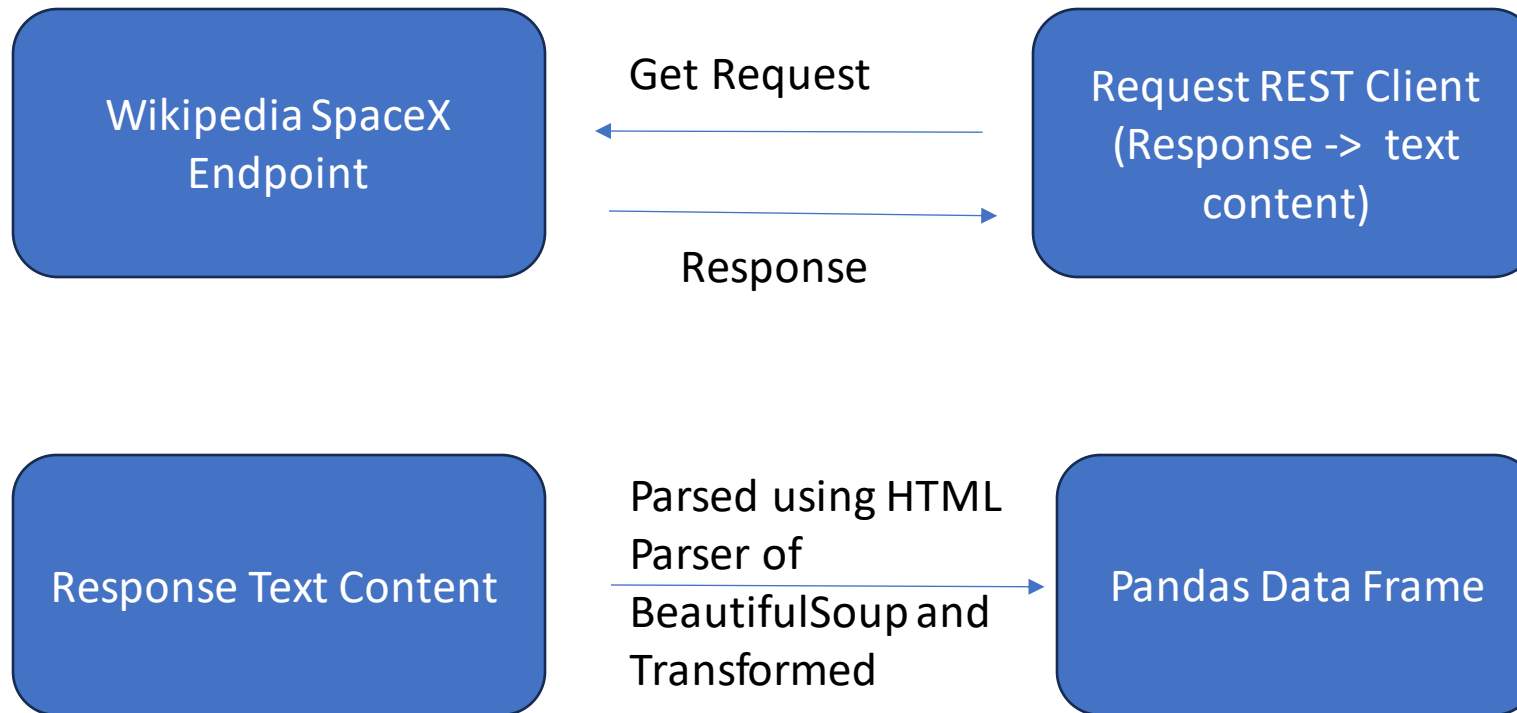 Wikipedia SpaceX
Endpoint
Get Request
Response
Request REST Client
(Response -> text
content)
Response Text Content
Parsed using HTML
Parser of
BeautifulSoup and
Transformed
Pandas Data Frame